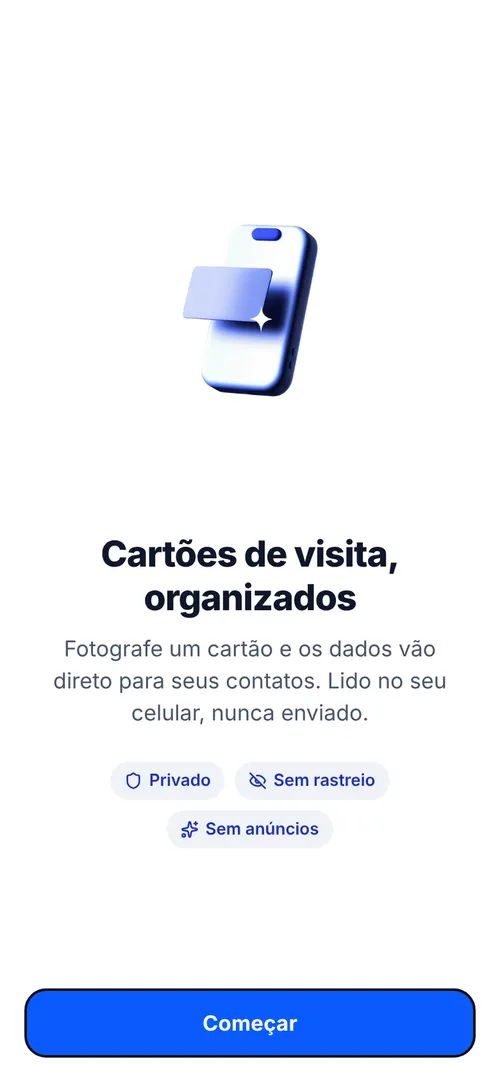 Cartões de visita,
organizados
Fotografe um cartão e os dados vão
direto para seus contatos. Lido no seu
celular, nunca enviado.
Privado
Sem rastreio
Sem anúncios
Começar